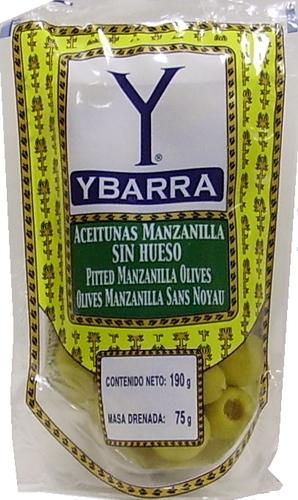 Y
®
YBARRA
ACEITUNAS MANZANILLA
SIN HUESO
PITTED MANZANILLA OLIVES
OLIVES MANZANILLA SANS NOYAU
CONTENIDO NETO: 190 g
MASA DRENADA: 75 g